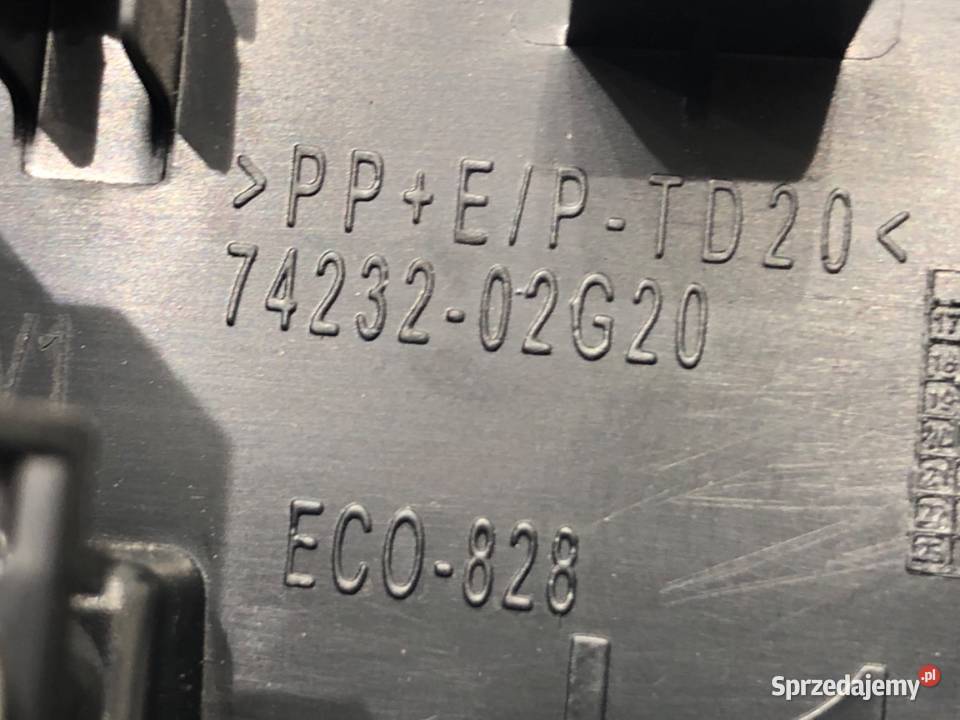 >PP+E/P-TD20<
74232-02G20
ECO-828
Sprzedajemy.pl